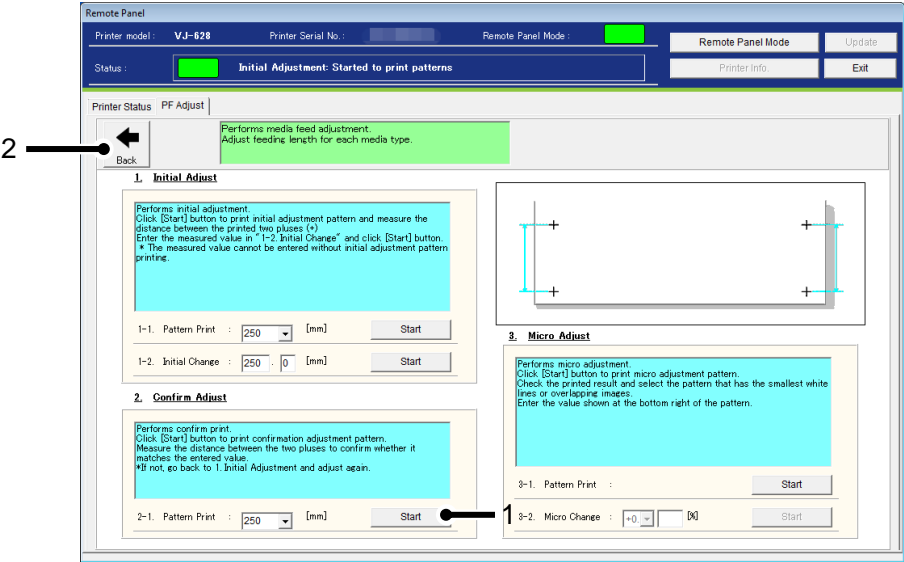 Remote Panel
Printer model : VJ-628 Printer Serial No. : Remote Panel Mode :
Remote Panel Mode Update
Status : Initial Adjustment: Started to print patterns
Printer Info. Exit
Printer Status PF Adjust
Back
Performs media feed adjustment.
Adjust feeding length for each media type.
2
1. Initial Adjust
Performs initial adjustment.
Click [Start] button to print initial adjustment pattern and measure the
distance between the printed two pluses (+)
Enter the measured value in "1-2. Initial Change" and click [Start] button.
* The measured value cannot be entered without initial adjustment pattern
printing.
1-1. Pattern Print : 250 [mm] Start
1-2. Initial Change : 250 . 0 [mm] Start
2. Confirm Adjust
Performs confirm print.
Click [Start] button to print confirmation adjustment pattern.
Measure the distance between the two pluses to confirm whether it
matches the entered value.
*If not, go back to 1. Initial Adjustment and adjust again.
2-1. Pattern Print : 250 [mm] Start
1
3. Micro Adjust
Performs micro adjustment.
Click [Start] button to print micro adjustment pattern.
Check the printed result and select the pattern that has the smallest white
lines or overlapping images.
Enter the value shown at the bottom right of the pattern.
3-1. Pattern Print : Start
3-2. Micro Change : +0. [%] Start